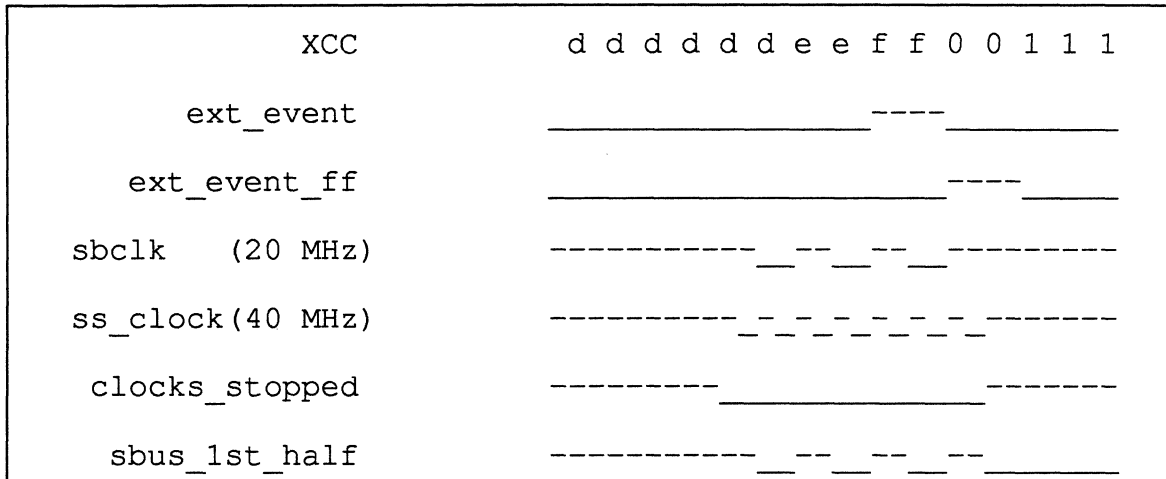 XCC d d d d d d e e f f 0 0 1 1 1
ext_event
ext_event_ff
sbclk (20 MHz)
ss_clock(40 MHz)
clocks_stopped
sbus_1st_half